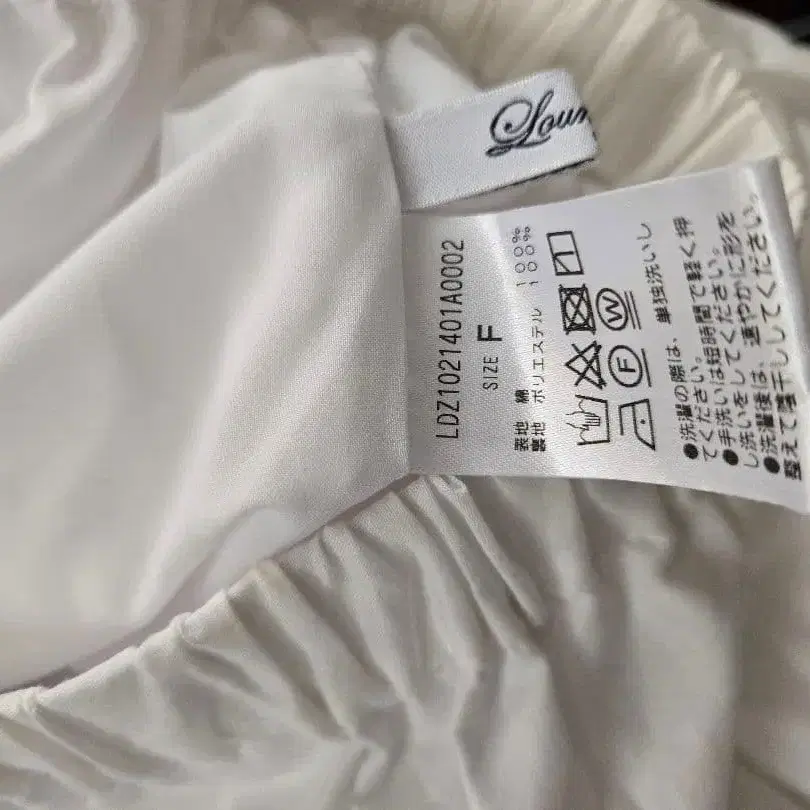 Loun
LDZ1021401A0002
SIZE F
表地 綿 100%
裏地 ポリエステル 100%
F W
●洗濯の際は、単独洗いし
てください。
●手洗いは短時間で軽く押
し洗いをしてください。
●洗濯後は、速やかに形を
整えて陰干ししてください。